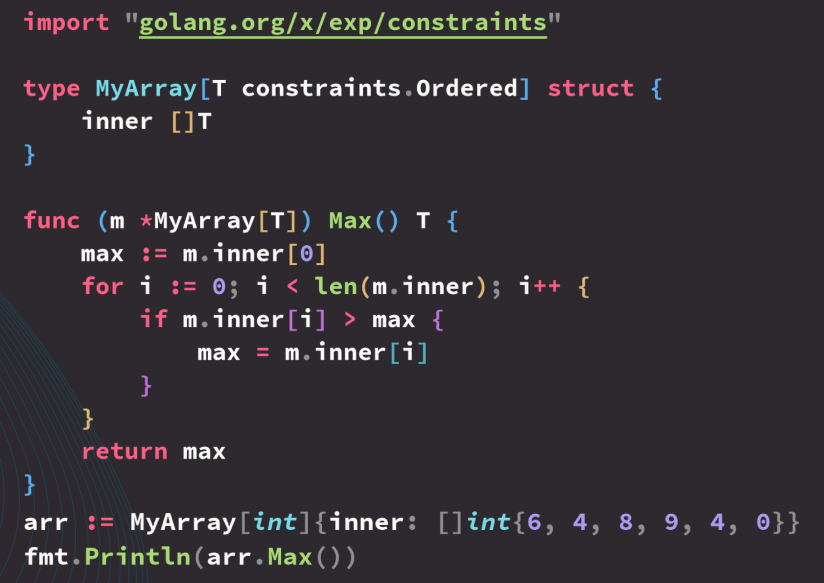 import "golang.org/x/exp/constraints"
type MyArray[T constraints.Ordered] struct {
    inner []T
}
func (m *MyArray[T]) Max() T {
    max := m.inner[0]
    for i := 0; i < len(m.inner); i++ {
        if m.inner[i] > max {
            max = m.inner[i]
        }
    }
    return max
}
arr := MyArray[int]{inner: []int{6, 4, 8, 9, 4, 0}}
fmt.Println(arr.Max())